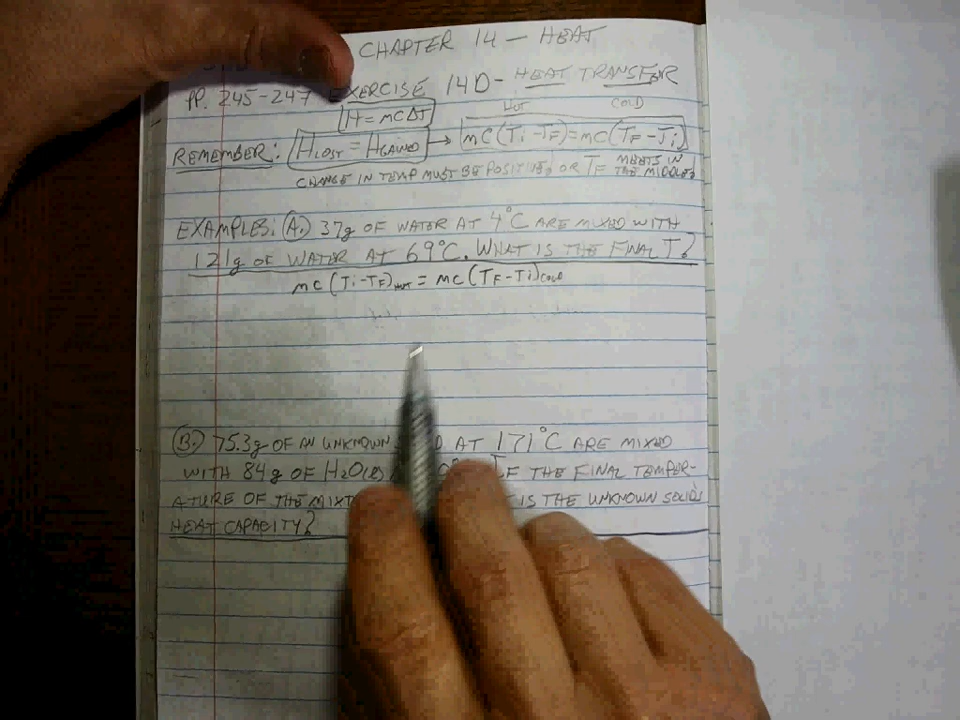 CHAPTER 14 – HEAT
PP. 245-247 EXERCISE 14D - HEAT TRANSFER
H = mCΔT HOT COLD
REMEMBER: HLOST = HGAINED → mC(Ti-TF)=mC(TF-Ti)
CHANGE IN TEMP MUST BE POSITIVE! OR TF MEETS IN THE MIDDLE!
EXAMPLES: A. 37g OF WATER AT 4°C ARE MIXED WITH
121g OF WATER AT 69°C. WHAT IS THE FINAL T?
mC (Ti-TF)HOT = mC (TF-Ti)COLD
B. 75.3g OF AN UNKNOWN AT 171°C ARE MIXED
WITH 84g OF H2O(l) THE FINAL TEMPER-
ATURE OF THE IS THE UNKNOWN SOLID'S
HEAT CAPACITY?